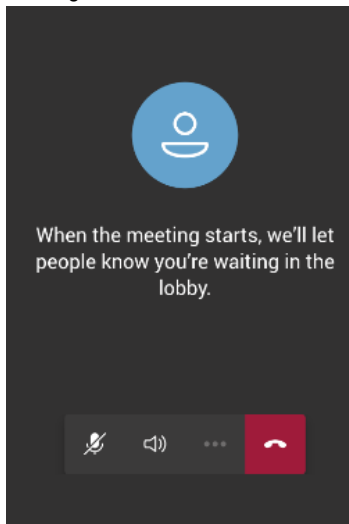 When the meeting starts, we'll let
people know you're waiting in the
lobby.